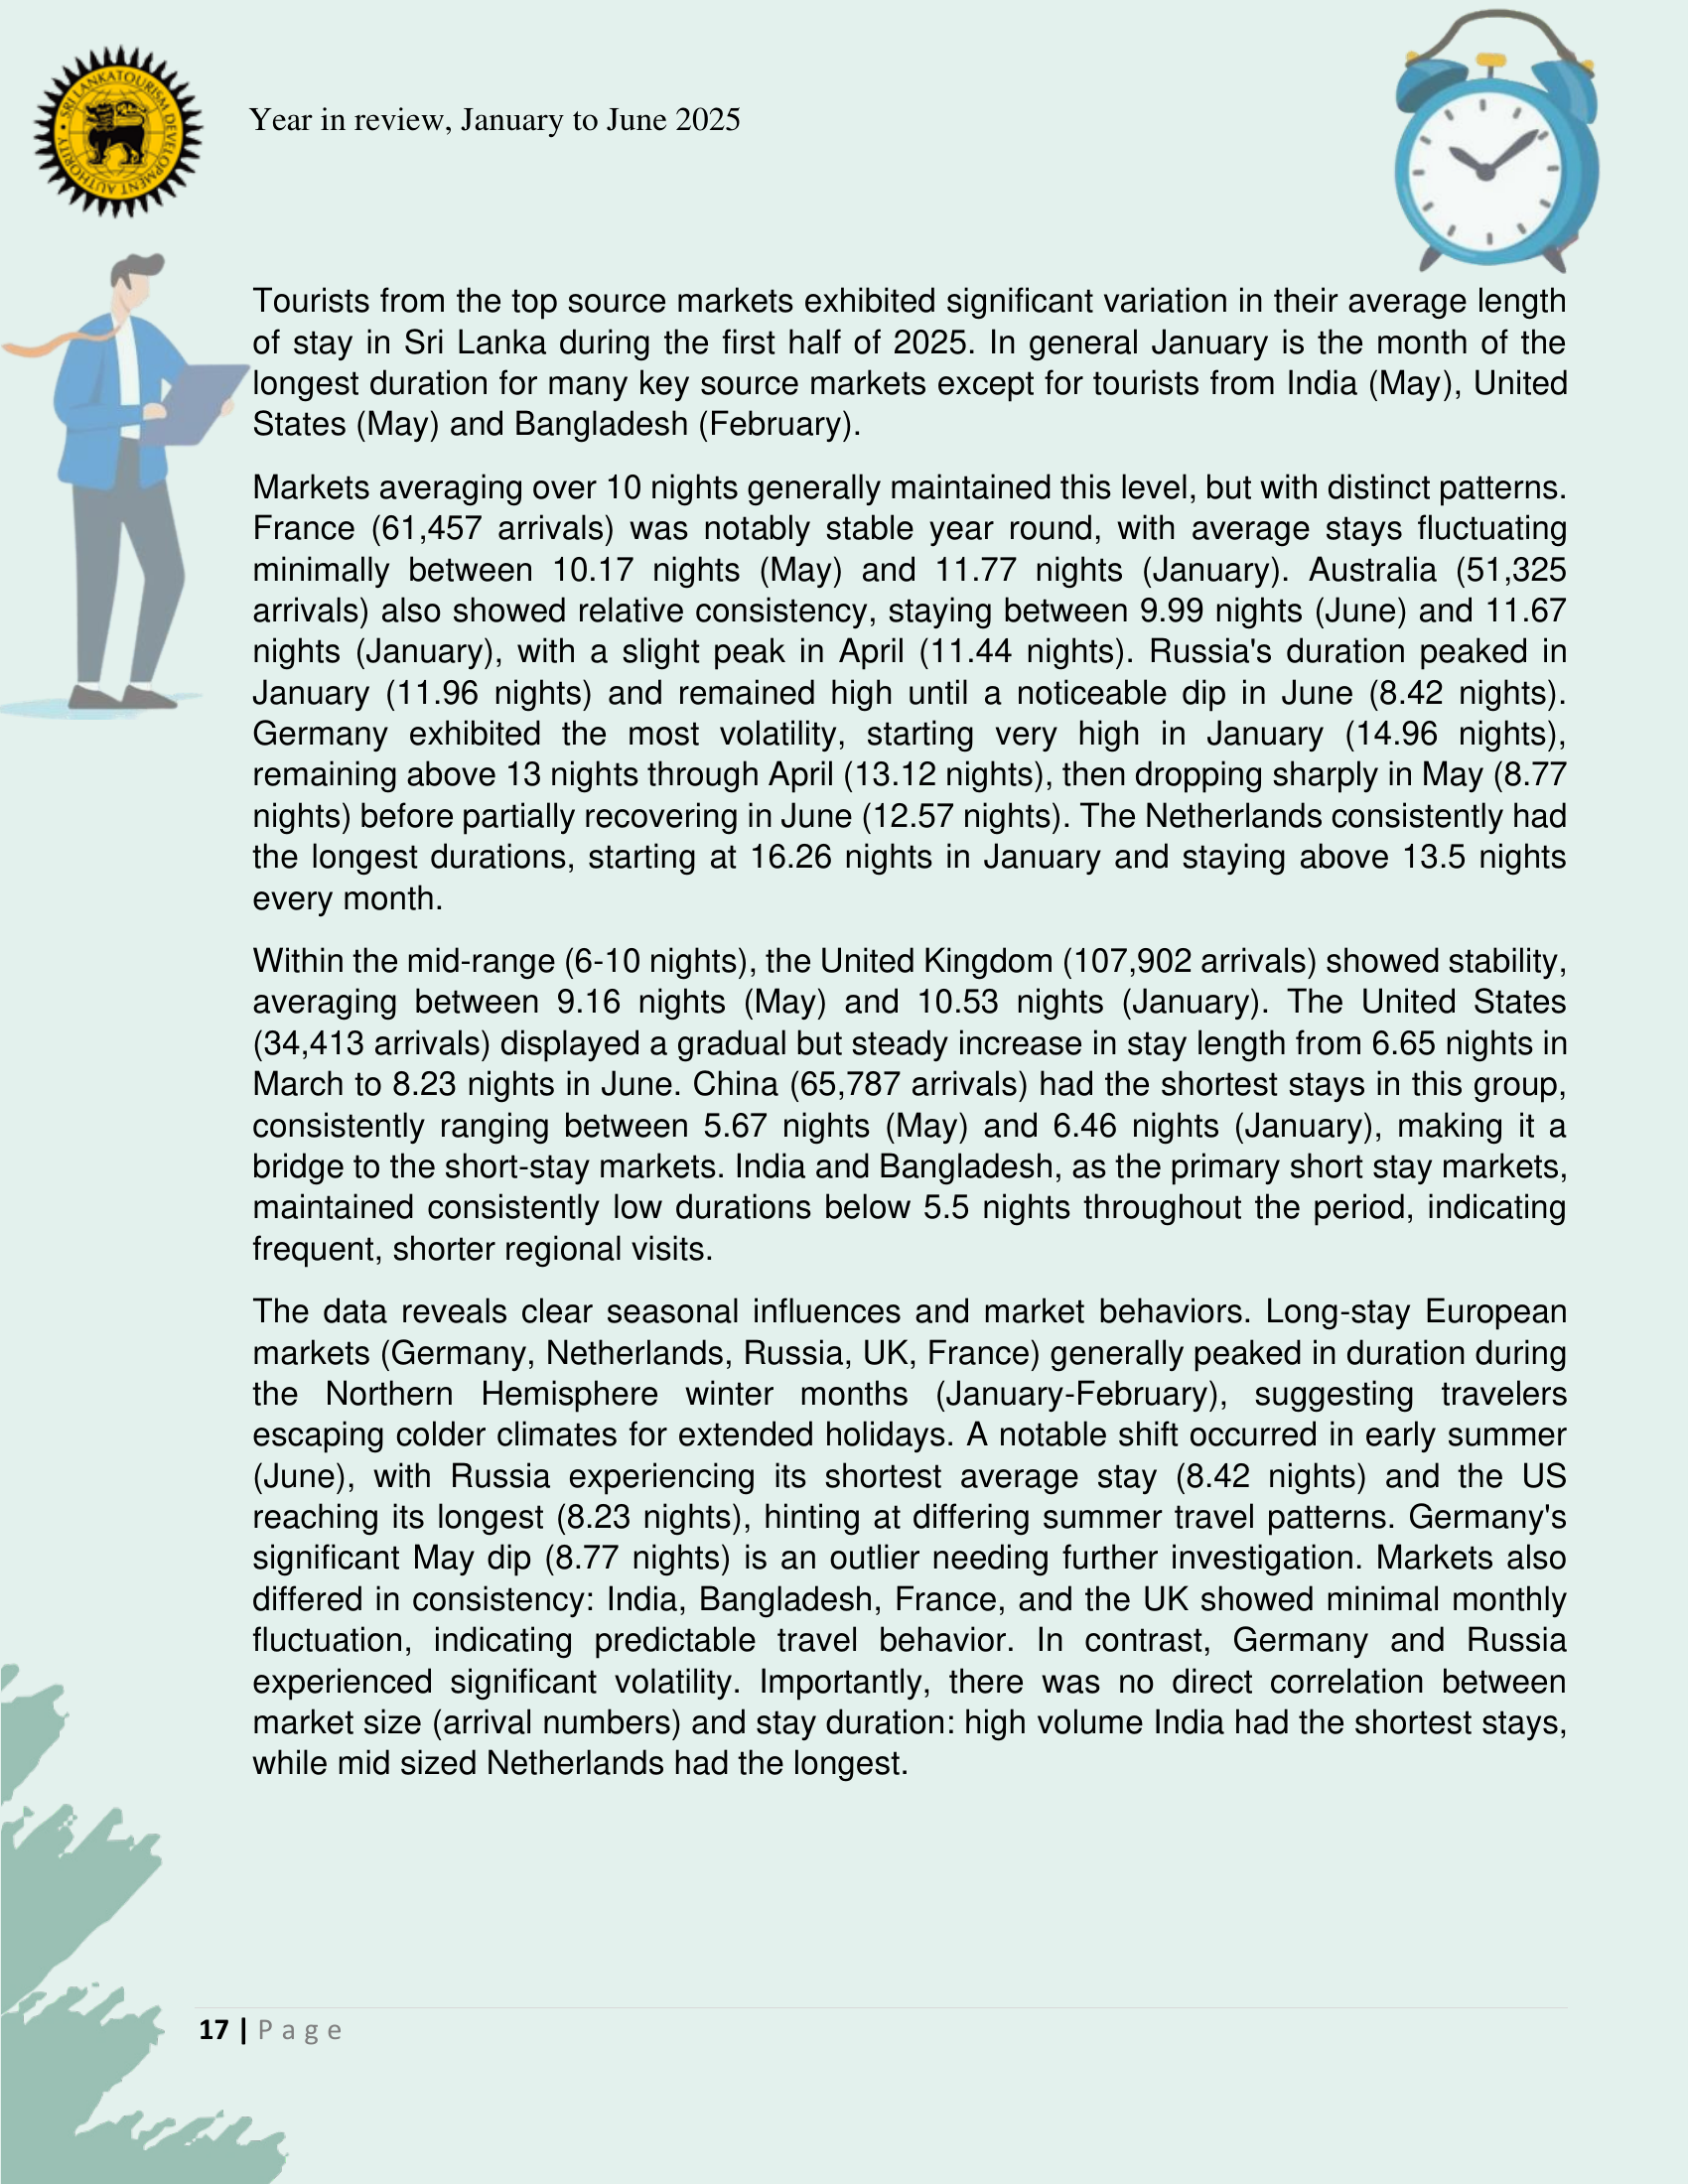 SRI LANKA TOURISM DEVELOPMENT AUTHORITY
Year in review, January to June 2025
Tourists from the top source markets exhibited significant variation in their average length
of stay in Sri Lanka during the first half of 2025. In general January is the month of the
longest duration for many key source markets except for tourists from India (May), United
States (May) and Bangladesh (February).
Markets averaging over 10 nights generally maintained this level, but with distinct patterns.
France (61,457 arrivals) was notably stable year round, with average stays fluctuating
minimally between 10.17 nights (May) and 11.77 nights (January). Australia (51,325
arrivals) also showed relative consistency, staying between 9.99 nights (June) and 11.67
nights (January), with a slight peak in April (11.44 nights). Russia's duration peaked in
January (11.96 nights) and remained high until a noticeable dip in June (8.42 nights).
Germany exhibited the most volatility, starting very high in January (14.96 nights),
remaining above 13 nights through April (13.12 nights), then dropping sharply in May (8.77
nights) before partially recovering in June (12.57 nights). The Netherlands consistently had
the longest durations, starting at 16.26 nights in January and staying above 13.5 nights
every month.
Within the mid-range (6-10 nights), the United Kingdom (107,902 arrivals) showed stability,
averaging between 9.16 nights (May) and 10.53 nights (January). The United States
(34,413 arrivals) displayed a gradual but steady increase in stay length from 6.65 nights in
March to 8.23 nights in June. China (65,787 arrivals) had the shortest stays in this group,
consistently ranging between 5.67 nights (May) and 6.46 nights (January), making it a
bridge to the short-stay markets. India and Bangladesh, as the primary short stay markets,
maintained consistently low durations below 5.5 nights throughout the period, indicating
frequent, shorter regional visits.
The data reveals clear seasonal influences and market behaviors. Long-stay European
markets (Germany, Netherlands, Russia, UK, France) generally peaked in duration during
the Northern Hemisphere winter months (January-February), suggesting travelers
escaping colder climates for extended holidays. A notable shift occurred in early summer
(June), with Russia experiencing its shortest average stay (8.42 nights) and the US
reaching its longest (8.23 nights), hinting at differing summer travel patterns. Germany's
significant May dip (8.77 nights) is an outlier needing further investigation. Markets also
differed in consistency: India, Bangladesh, France, and the UK showed minimal monthly
fluctuation, indicating predictable travel behavior. In contrast, Germany and Russia
experienced significant volatility. Importantly, there was no direct correlation between
market size (arrival numbers) and stay duration: high volume India had the shortest stays,
while mid sized Netherlands had the longest.
17 | Page